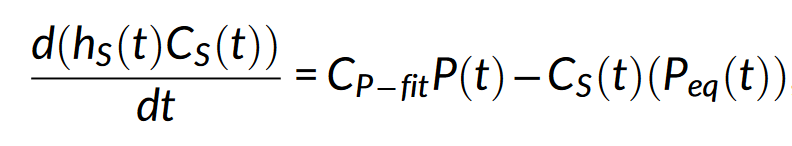 d(h_S(t)C_S(t))/dt = C_{P−fit}P(t) − C_S(t)(P_{eq}(t))